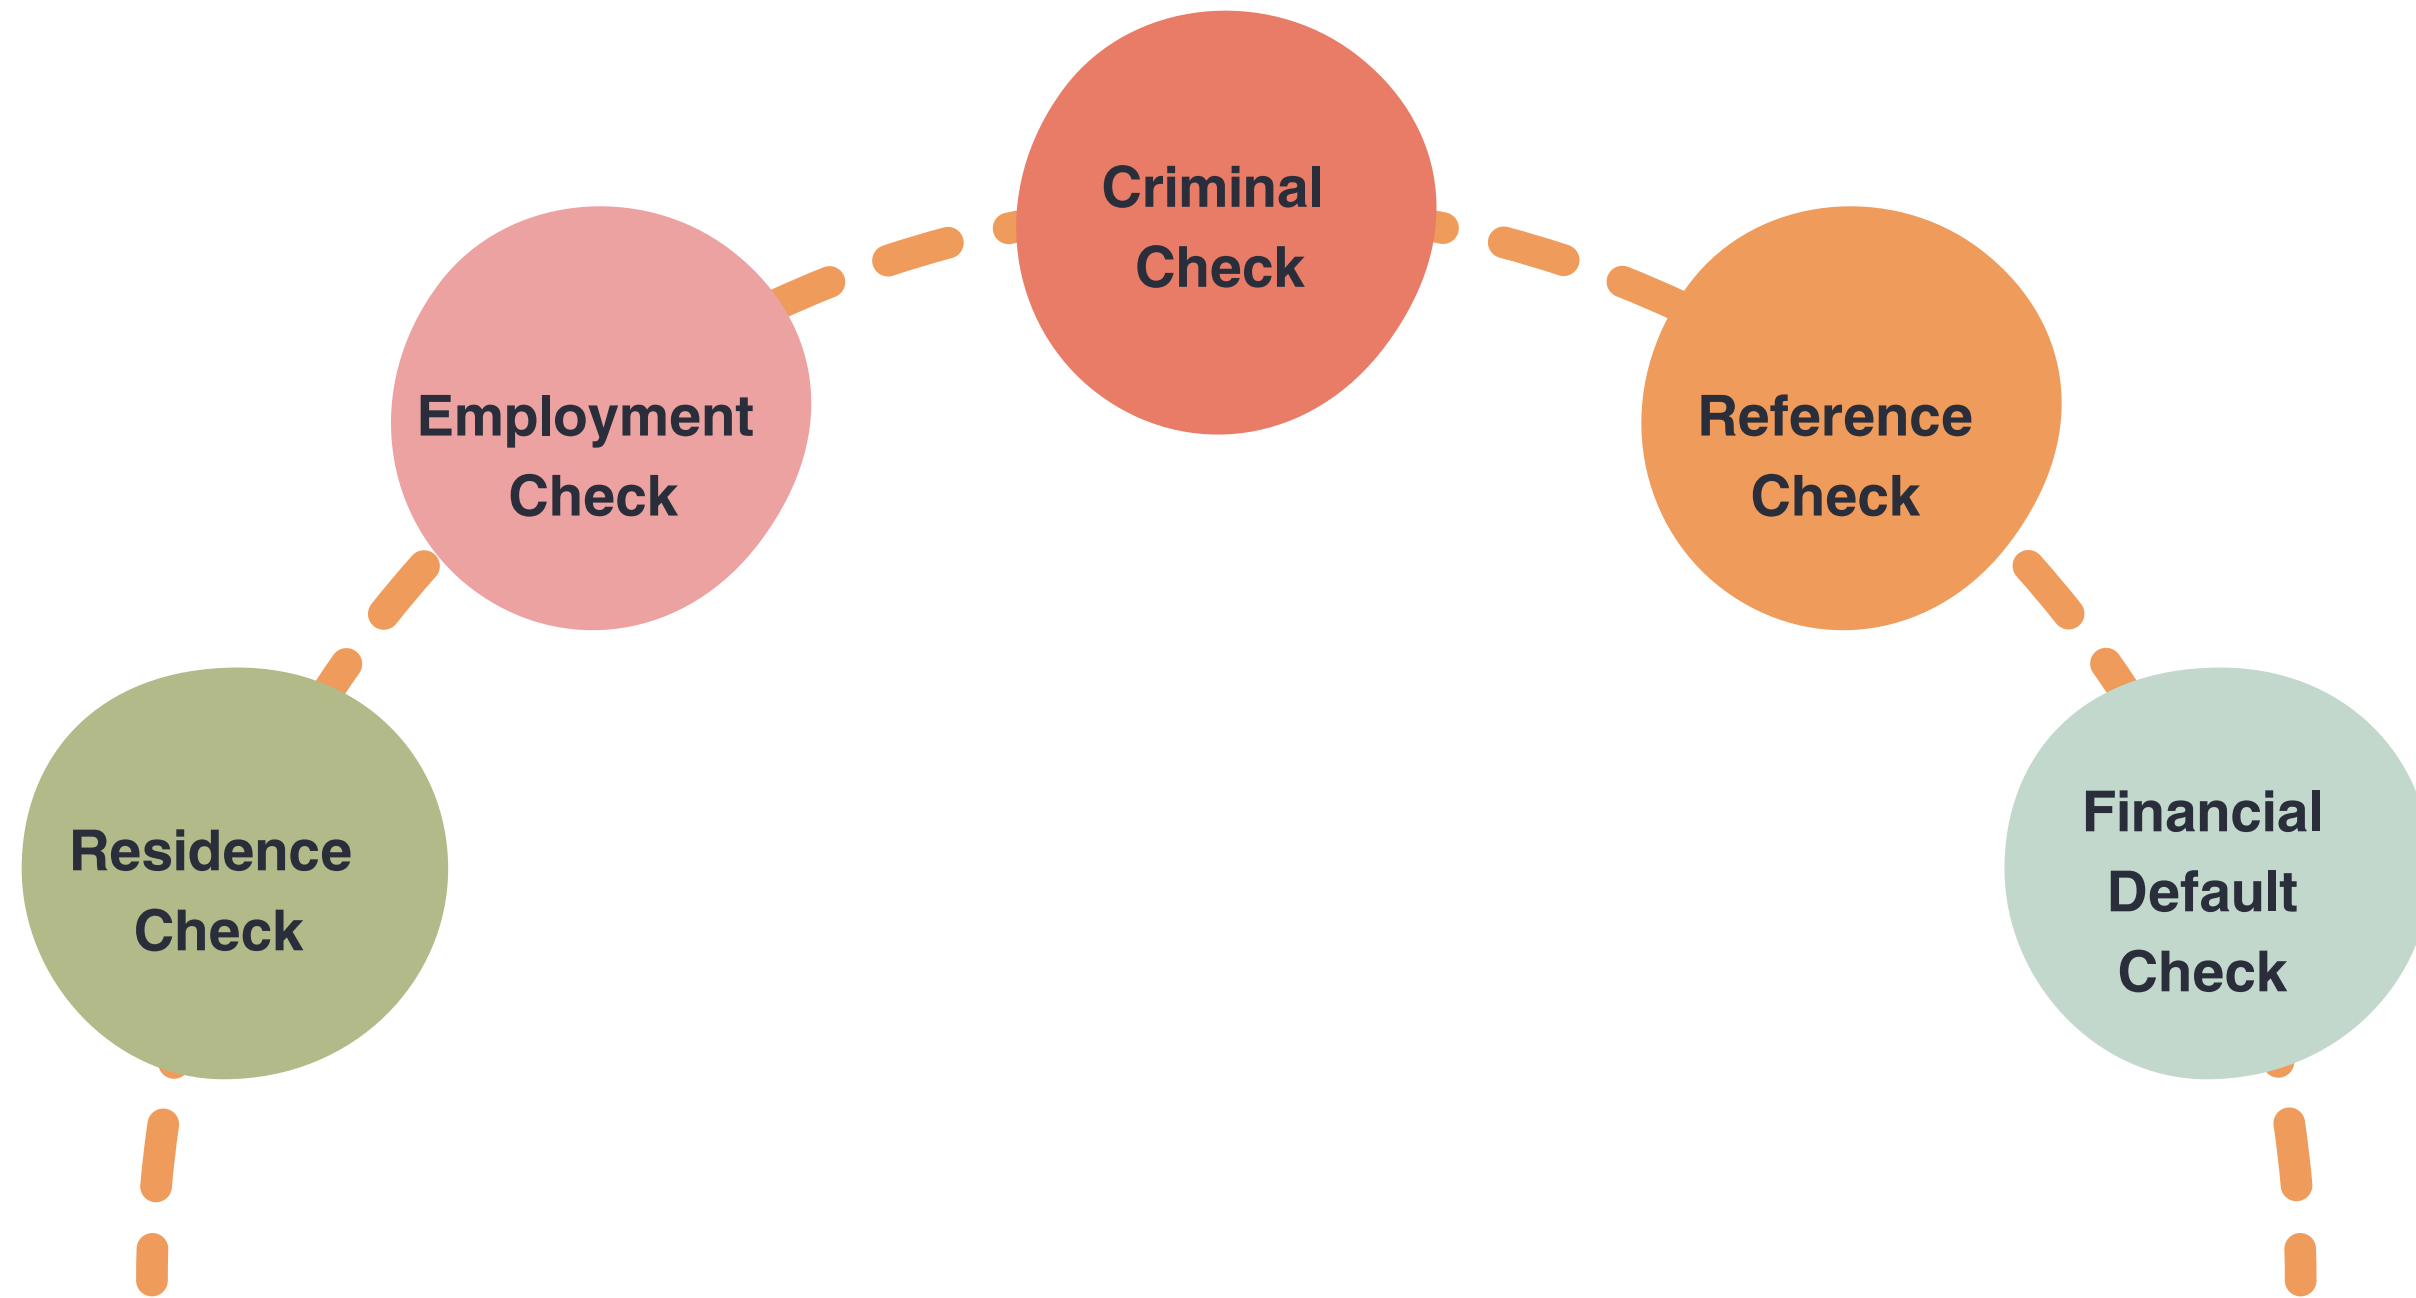 Criminal
Check
Employment
Check
Reference
Check
Residence
Check
Financial
Default
Check